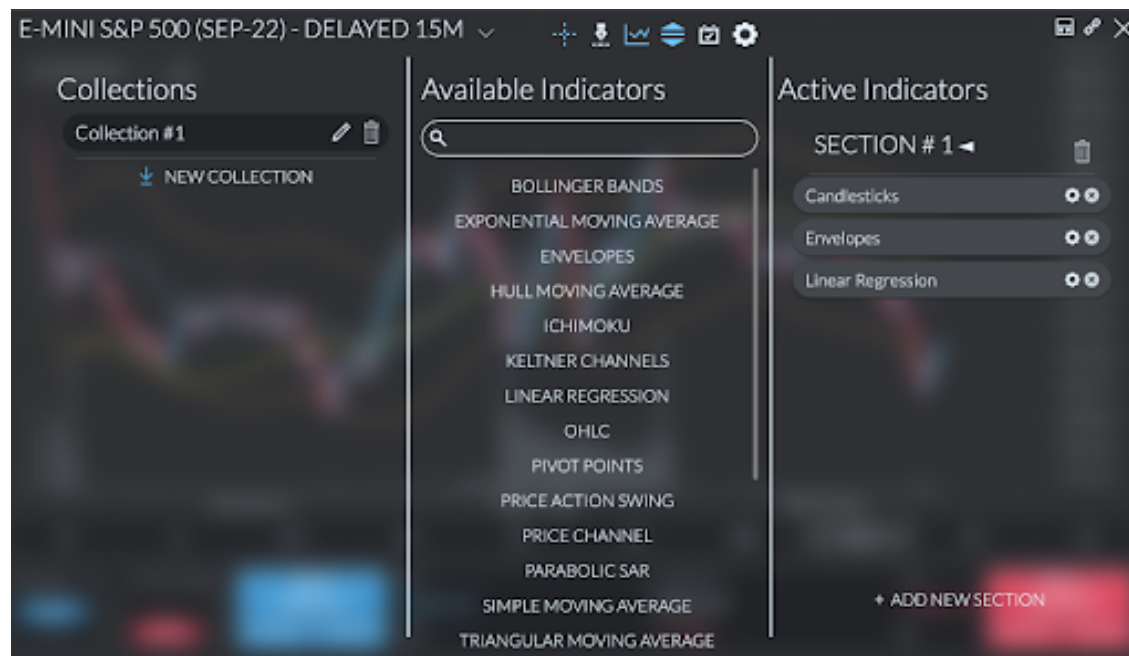 E-MINI S&P 500 (SEP-22) - DELAYED 15M
Collections
Collection #1
NEW COLLECTION
Available Indicators
BOLLINGER BANDS
EXPONENTIAL MOVING AVERAGE
ENVELOPES
HULL MOVING AVERAGE
ICHIMOKU
KELTNER CHANNELS
LINEAR REGRESSION
OHLC
PIVOT POINTS
PRICE ACTION SWING
PRICE CHANNEL
PARABOLIC SAR
SIMPLE MOVING AVERAGE
TRIANGULAR MOVING AVERAGE
Active Indicators
SECTION # 1
Candlesticks
Envelopes
Linear Regression
+ ADD NEW SECTION